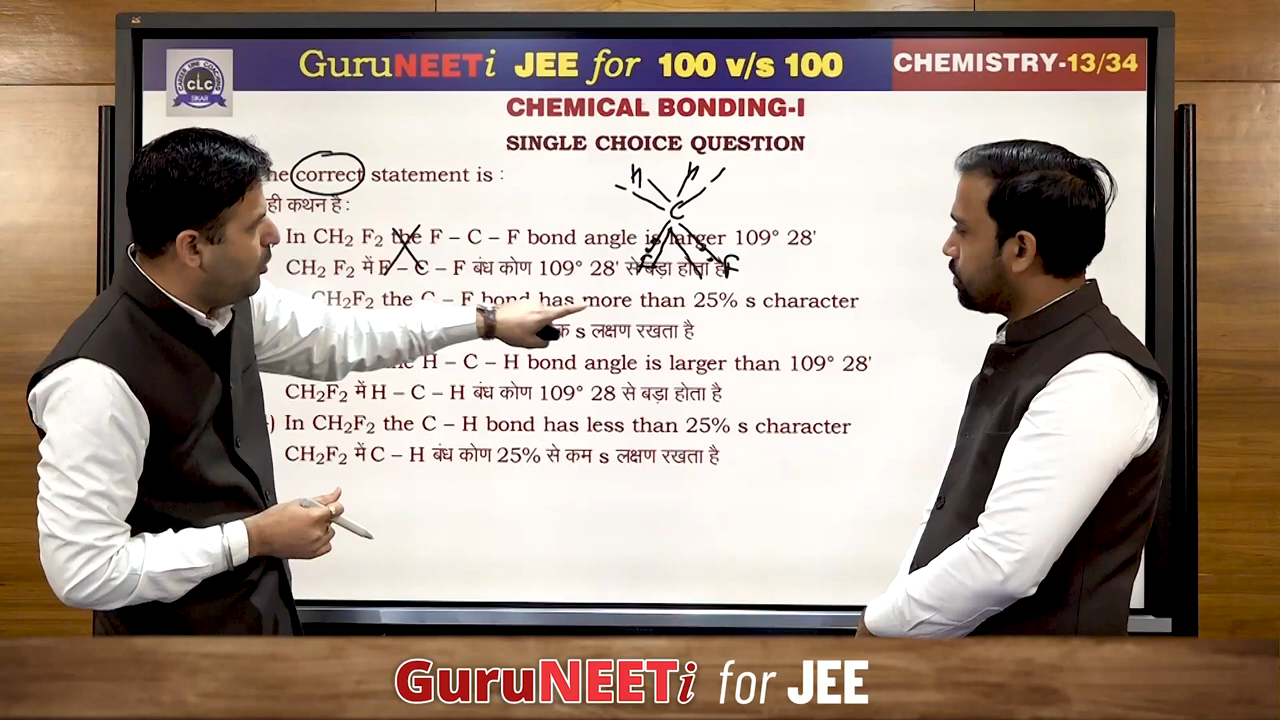 GuruNEETi JEE for 100 v/s 100
CHEMISTRY-13/34
CLC
SIKAR
CHEMICAL BONDING-I
SINGLE CHOICE QUESTION
correct statement is :
कथन है :
H H
C
F
In CH2 F2 the F – C – F bond angle is larger 109° 28'
CH2 F2 में F – C – F बंध कोण 109° 28' से बड़ा होता है
CH2F2 the C – F bond has more than 25% s character
s लक्षण रखता है
H – C – H bond angle is larger than 109° 28'
CH2F2 में H – C – H बंध कोण 109° 28 से बड़ा होता है
In CH2F2 the C – H bond has less than 25% s character
CH2F2 में C – H बंध कोण 25% से कम s लक्षण रखता है
GuruNEETi for JEE